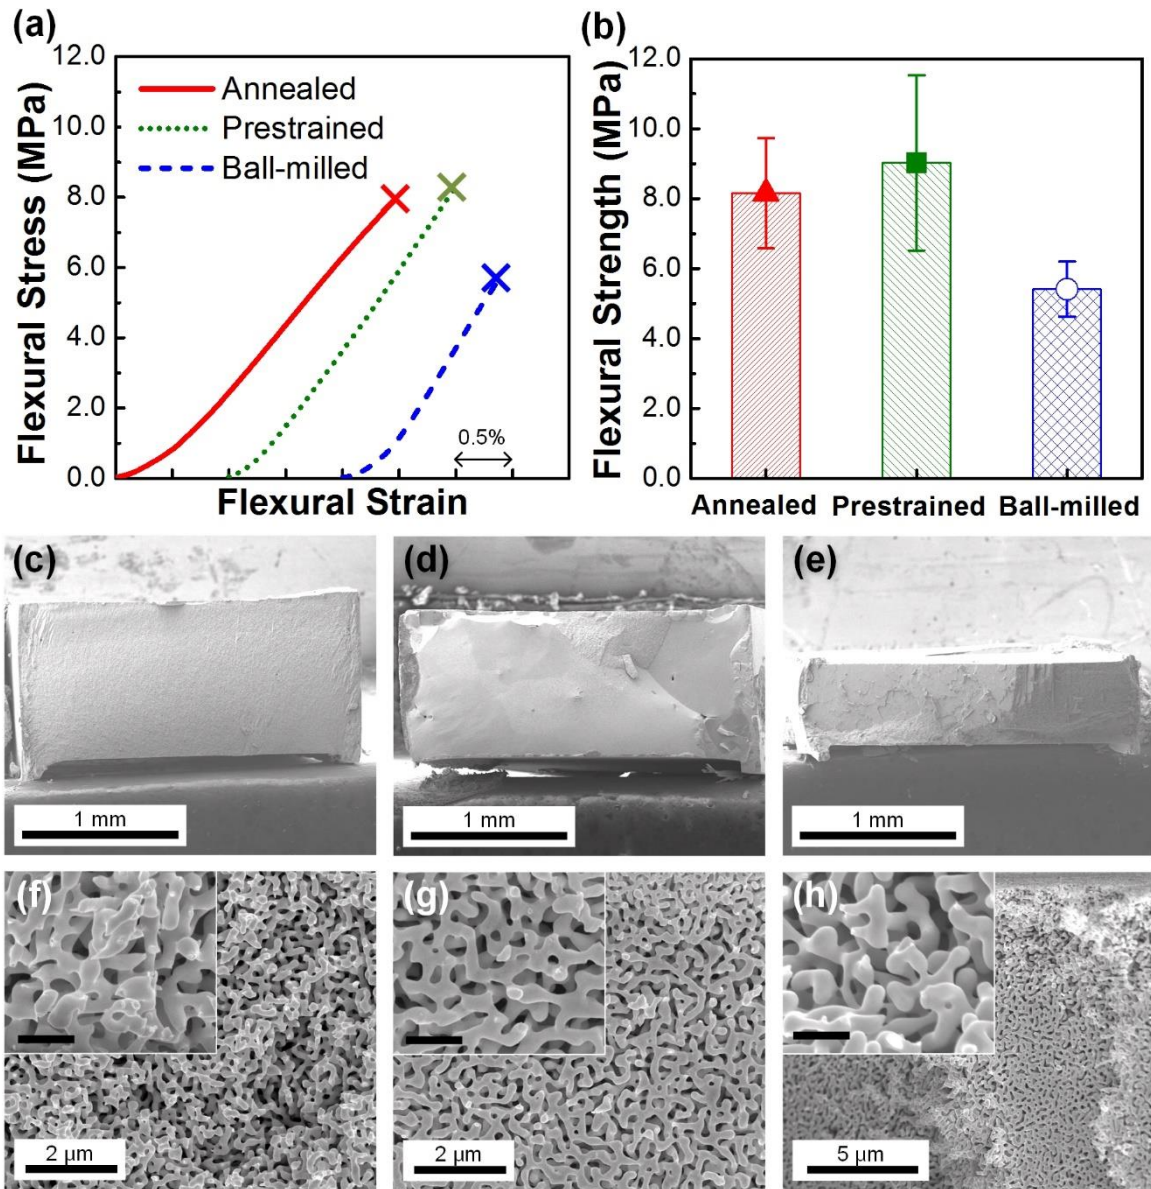 (a)
Flexural Stress (MPa)
12.0
10.0
8.0
6.0
4.0
2.0
0.0
Annealed
Prestrained
Ball-milled
0.5%
Flexural Strain
(b)
Flexural Strength (MPa)
12.0
10.0
8.0
6.0
4.0
2.0
0.0
Annealed Prestrained Ball-milled
(c)
1 mm
(d)
1 mm
(e)
1 mm
(f)
2 µm
(g)
2 µm
(h)
5 µm